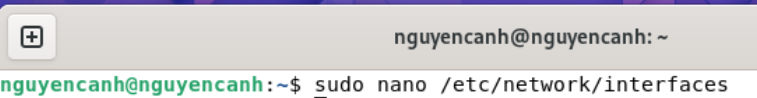 nguyencanh@nguyencanh: ~
nguyencanh@nguyencanh:~$ sudo nano /etc/network/interfaces